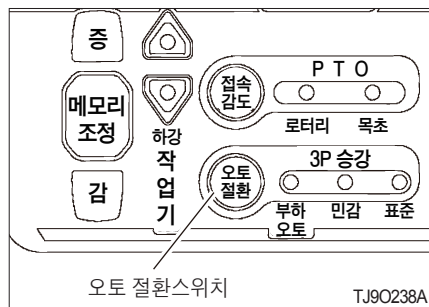 증
메모리
조정
감
하강
작
업
기
접속
감도
P T O
로터리
목초
오토
절환
3P 승강
부하
오토
민감
표준
오토 절환스위치
TJ9O238A